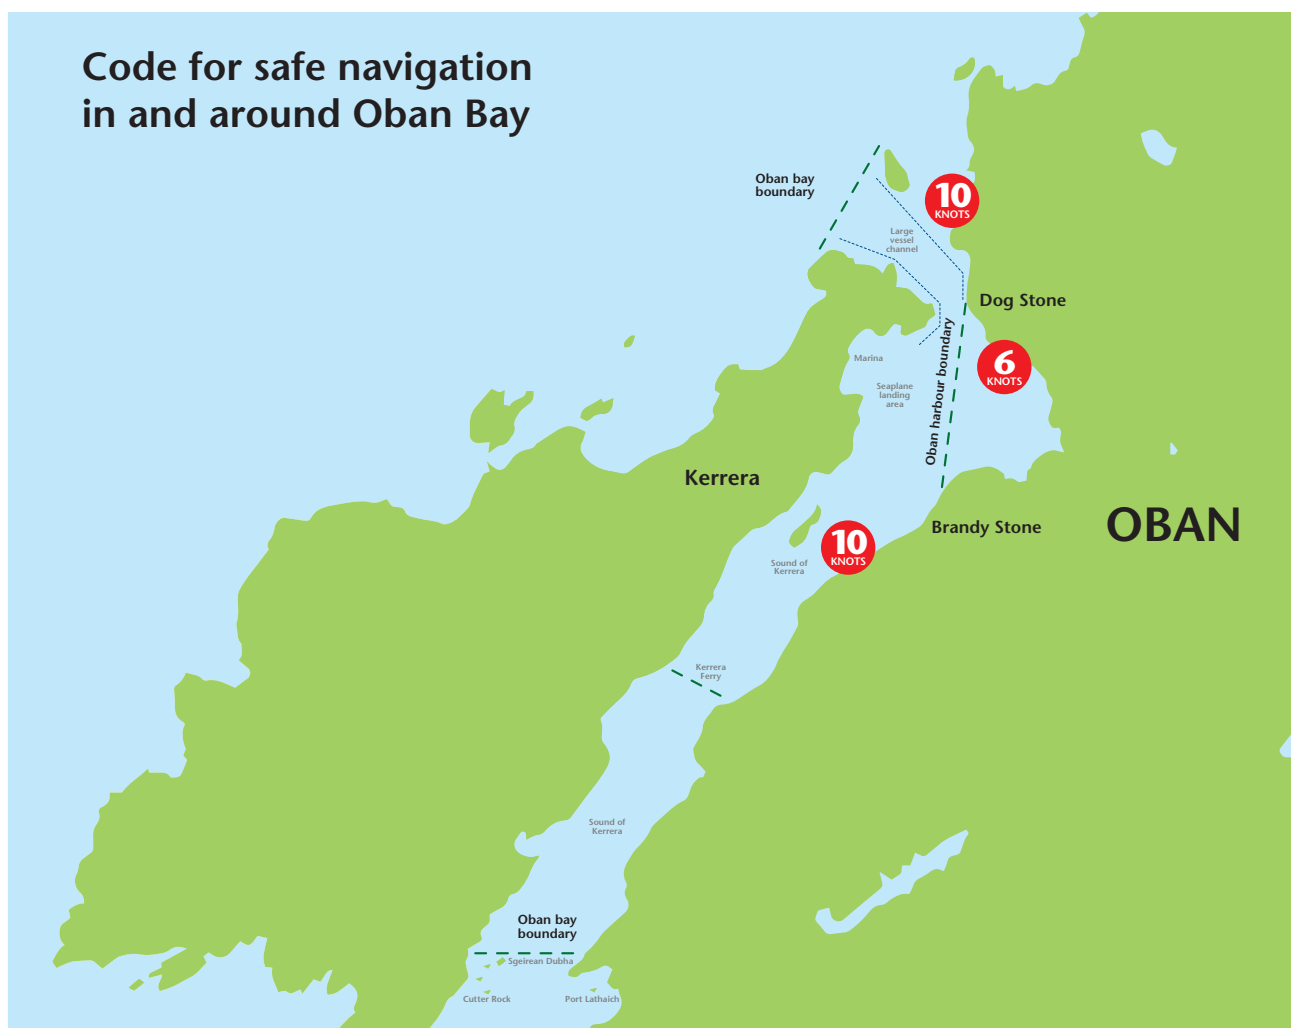 Code for safe navigation
in and around Oban Bay
Oban bay
boundary
10
KNOTS
Large
vessel
channel
Dog Stone
Oban harbour boundary
6
KNOTS
Marina
Seaplane
landing
area
Kerrera
Brandy Stone
OBAN
10
KNOTS
Sound of
Kerrera
Kerrera
Ferry
Sound of
Kerrera
Oban bay
boundary
Sgeirean Dubha
Cutter Rock
Port Lathaich